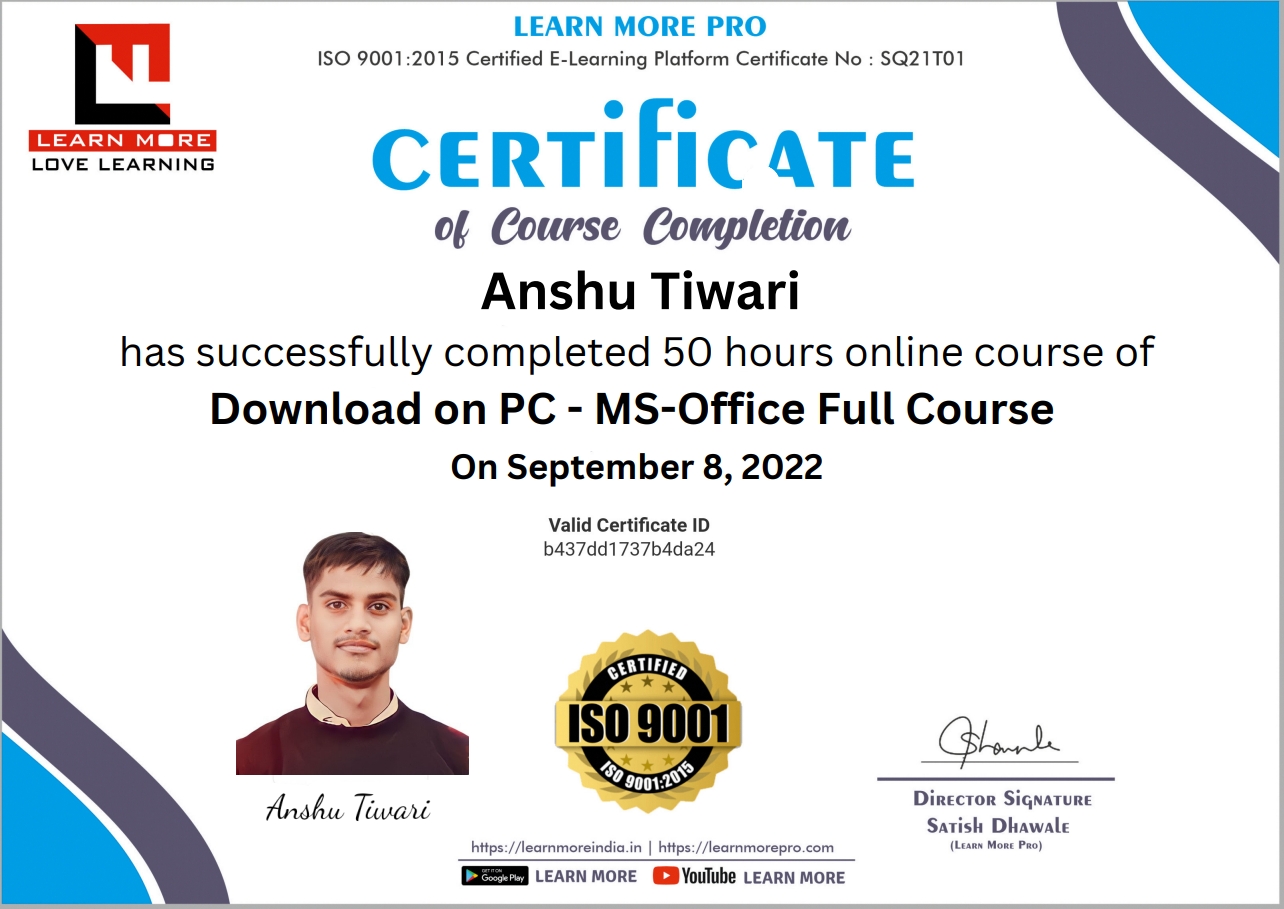 LEARN MORE PRO
ISO 9001:2015 Certified E-Learning Platform Certificate No : SQ21T01
LEARN MORE
LOVE LEARNING
CERTIFICATE
of Course Completion
Anshu Tiwari
has successfully completed 50 hours online course of
Download on PC - MS-Office Full Course
On September 8, 2022
Valid Certificate ID
b437dd1737b4da24
CERTIFIED
ISO 9001
ISO 9001:2015
Anshu Tiwari
Director Signature
Satish Dhawale
(Learn More Pro)
https://learnmoreindia.in | https://learnmorepro.com
GET IT ON Google Play LEARN MORE YouTube LEARN MORE